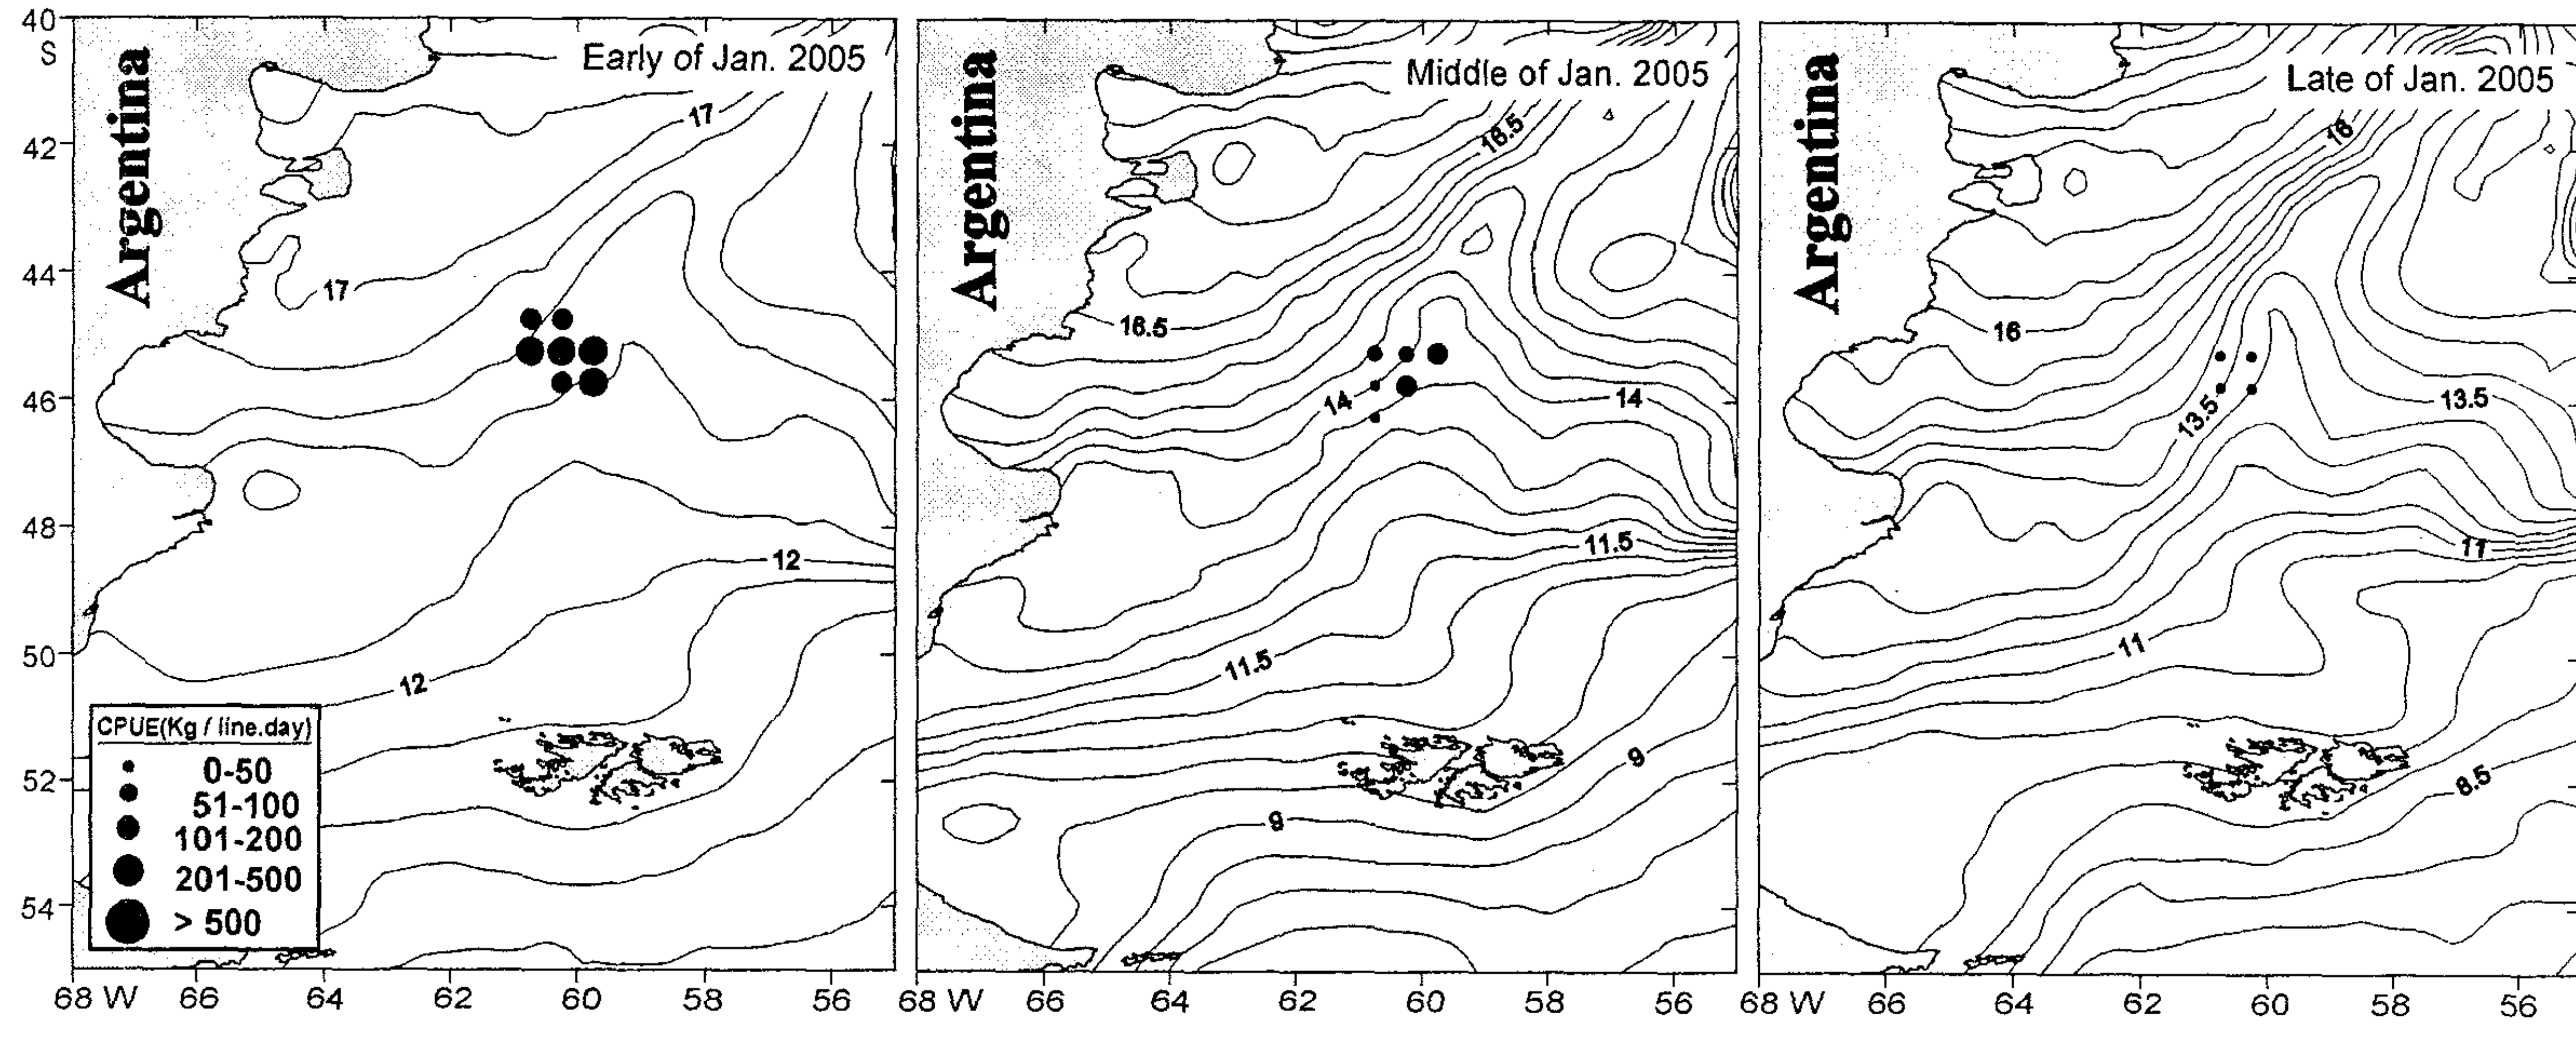 40
S
42
44
46
48
50
52
54
Argentina
Early of Jan. 2005
17
17
12
12
CPUE(Kg / line.day)
0-50
51-100
101-200
201-500
> 500
68 W 66 64 62 60 58 56
Argentina
Middle of Jan. 2005
16.5
16.5
14
14
11.5
11.5
9
9
68 W 66 64 62 60 58 56
Argentina
Late of Jan. 2005
16
16
13.5
13.5
11
11
8.5
68 W 66 64 62 60 58 56